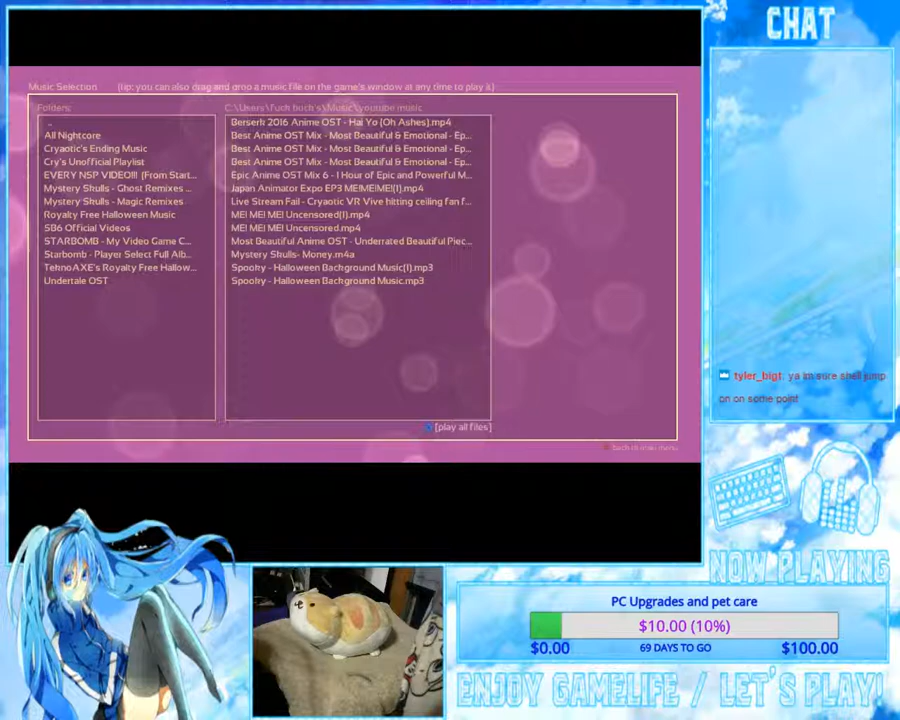 CHAT
Music Selection (tip: you can also drag and drop a music file on the game's window at any time to play it)
Folders:
..
All Nightcore
Cryaotic's Ending Music
Cry's Unofficial Playlist
EVERY NSP VIDEO!!! (From Start...
Mystery Skulls - Ghost Remixes ...
Mystery Skulls - Magic Remixes
Royalty Free Halloween Music
SB6 Official Videos
STARBOMB - My Video Game C...
Starbomb - Player Select Full Alb...
TeknoAXE's Royalty Free Hallow...
Undertale OST
C:\Users\Fuck buch's\Music\youtube music
Berserk 2016 Anime OST - Hai Yo (Oh Ashes).mp4
Best Anime OST Mix - Most Beautiful & Emotional - Ep...
Best Anime OST Mix - Most Beautiful & Emotional - Ep...
Best Anime OST Mix - Most Beautiful & Emotional - Ep...
Epic Anime OST Mix 6 - 1 Hour of Epic and Powerful M...
Japan Animator Expo EP3 ME!ME!ME!(1).mp4
Live Stream Fail - Cryaotic VR Vive hitting ceiling fan f...
ME! ME! ME! Uncensored(1).mp4
ME! ME! ME! Uncensored.mp4
Most Beautiful Anime OST - Underrated Beautiful Piec...
Mystery Skulls- Money.m4a
Spooky - Halloween Background Music(1).mp3
Spooky - Halloween Background Music.mp3
[play all files]
back to main menu
tyler_bigt: ya im sure shell jump
on on some point
NOW PLAYING
PC Upgrades and pet care
$10.00 (10%)
$0.00 69 DAYS TO GO $100.00
ENJOY GAMELIFE / LET'S PLAY!